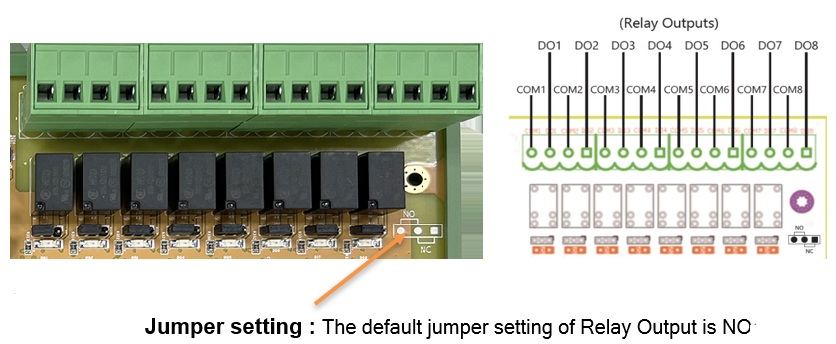 (Relay Outputs)
DO1 DO2 DO3 DO4 DO5 DO6 DO7 DO8
COM1 COM2 COM3 COM4 COM5 COM6 COM7 COM8
NO
NC
NO
NC
Jumper setting : The default jumper setting of Relay Output is NO